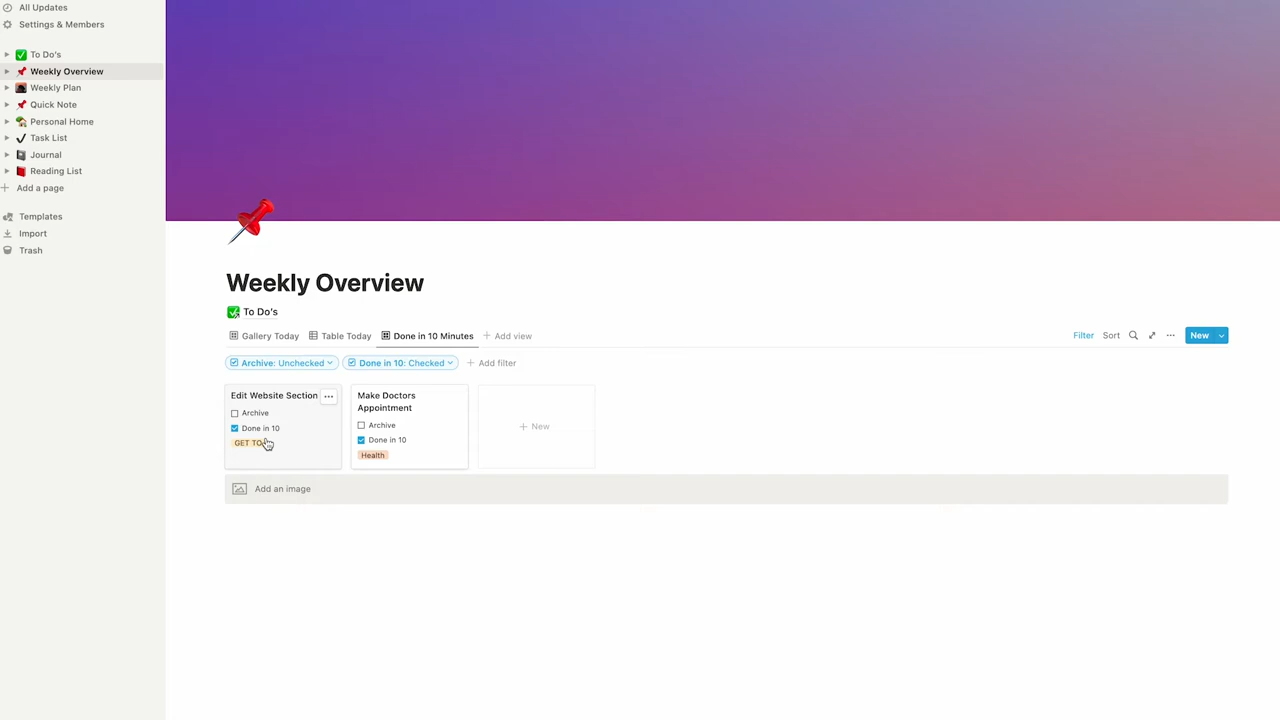 All Updates
Settings & Members
To Do's
Weekly Overview
Weekly Plan
Quick Note
Personal Home
Task List
Journal
Reading List
Add a page
Templates
Import
Trash
Weekly Overview
To Do's
Gallery Today Table Today Done in 10 Minutes + Add view
Filter Sort New
Archive: Unchecked Done in 10: Checked + Add filter
Edit Website Section
Archive
Done in 10
GET TO
Make Doctors
Appointment
Archive
Done in 10
Health
+ New
Add an image